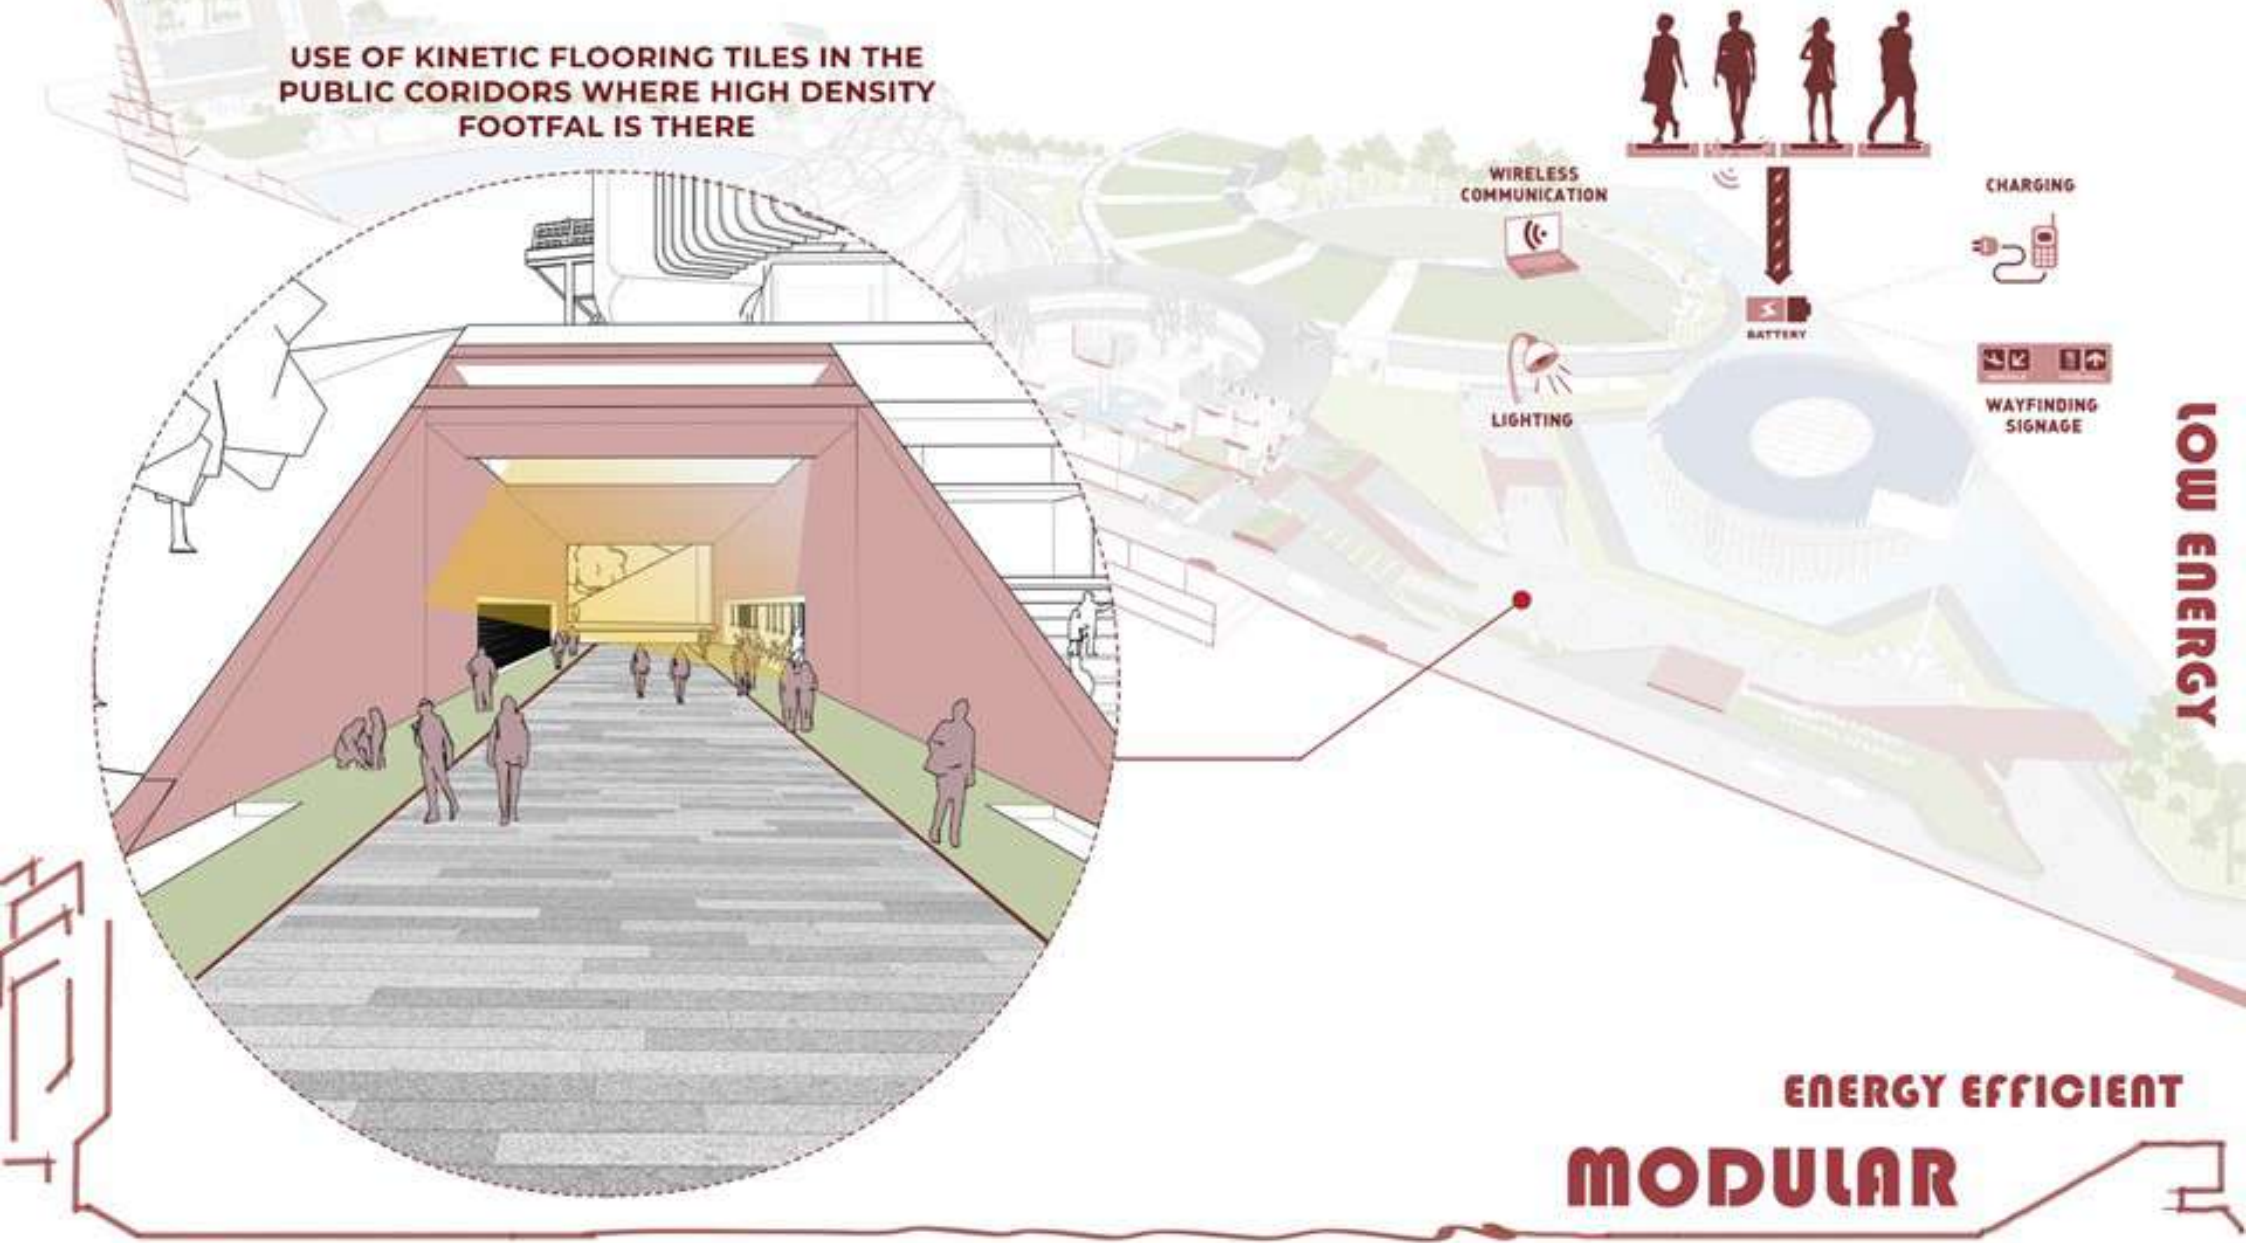 USE OF KINETIC FLOORING TILES IN THE
PUBLIC CORIDORS WHERE HIGH DENSITY
FOOTFAL IS THERE
WIRELESS
COMMUNICATION
CHARGING
BATTERY
LIGHTING
WAYFINDING
SIGNAGE
LOW ENERGY
ENERGY EFFICIENT
MODULAR